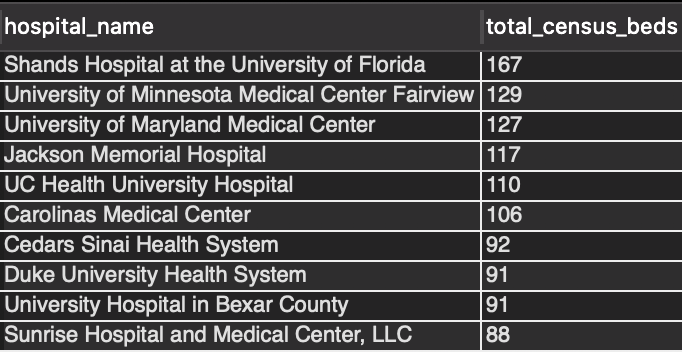 hospital_name total_census_beds
Shands Hospital at the University of Florida 167
University of Minnesota Medical Center Fairview 129
University of Maryland Medical Center 127
Jackson Memorial Hospital 117
UC Health University Hospital 110
Carolinas Medical Center 106
Cedars Sinai Health System 92
Duke University Health System 91
University Hospital in Bexar County 91
Sunrise Hospital and Medical Center, LLC 88